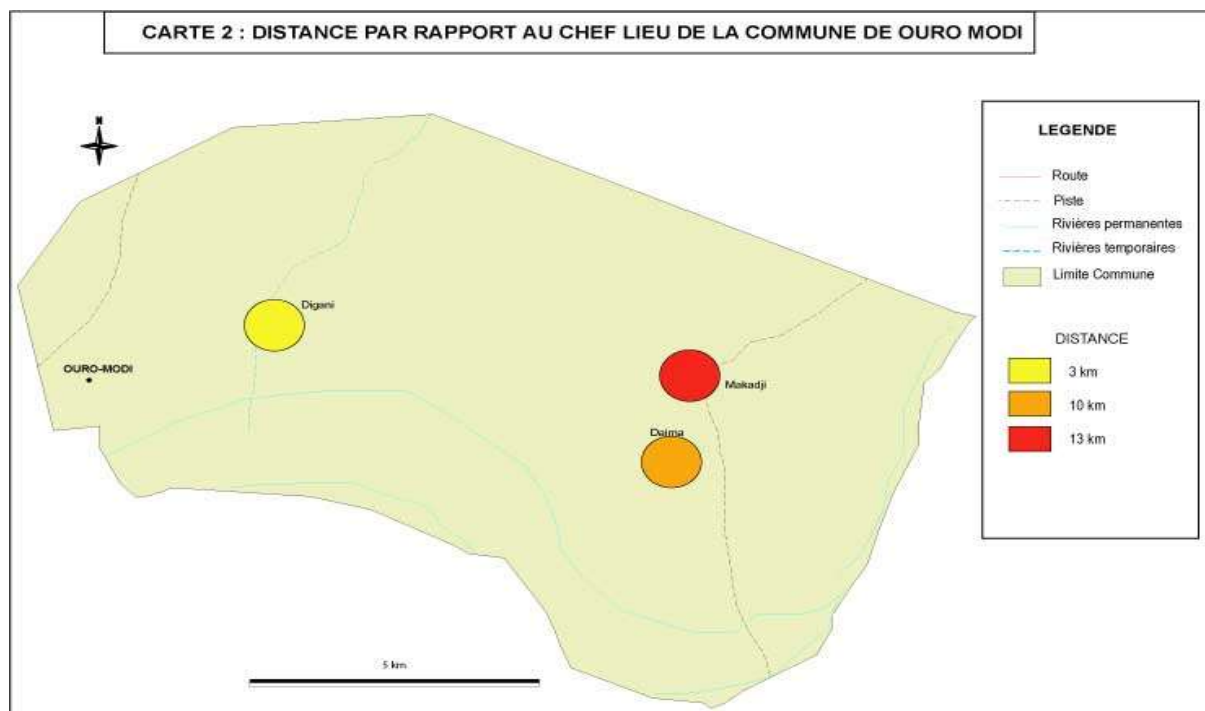 CARTE 2 : DISTANCE PAR RAPPORT AU CHEF LIEU DE LA COMMUNE DE OURO MODI
N
LEGENDE
Route
Piste
Rivières permanentes
Rivières temporaires
Limite Commune
DISTANCE
3 km
10 km
13 km
Digani
OURO-MODI
Makadji
Daima
5 km